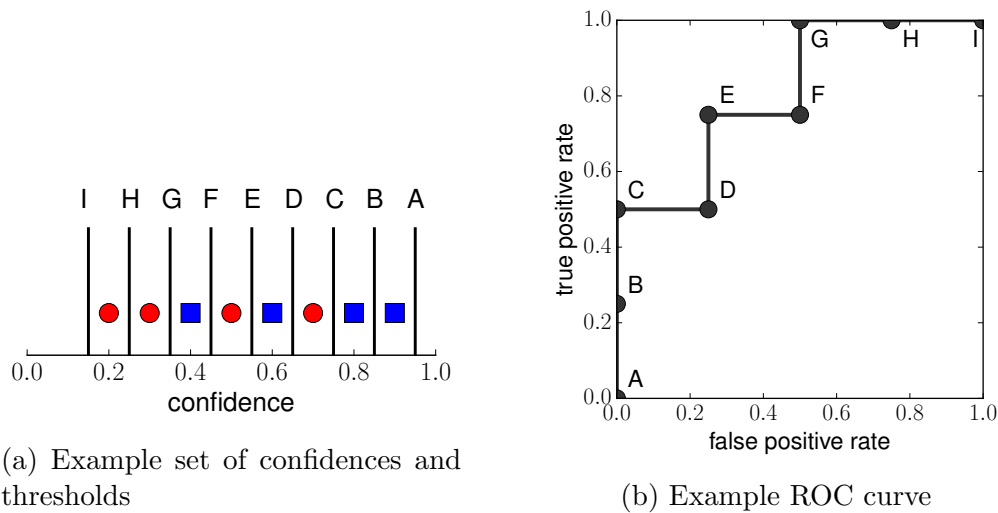 I H G F E D C B A
0.0 0.2 0.4 0.6 0.8 1.0
confidence
(a) Example set of confidences and
thresholds
1.0
0.8
0.6
0.4
0.2
0.0
true positive rate
A
B
C
D
E
F
G
H
I
0.0 0.2 0.4 0.6 0.8 1.0
false positive rate
(b) Example ROC curve